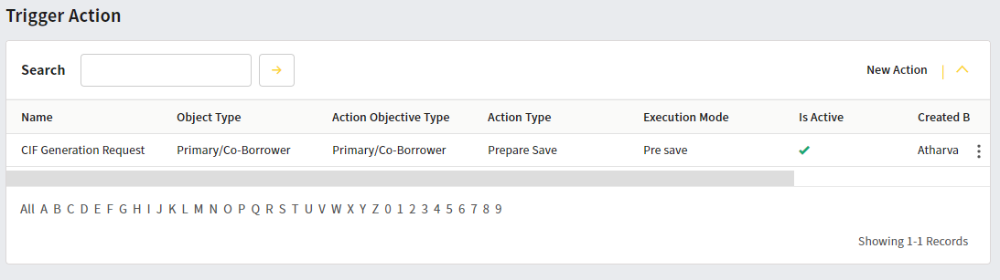 Trigger Action
Search New Action
Name Object Type Action Objective Type Action Type Execution Mode Is Active Created B
CIF Generation Request Primary/Co-Borrower Primary/Co-Borrower Prepare Save Pre save Atharva
All A B C D E F G H I J K L M N O P Q R S T U V W X Y Z 0 1 2 3 4 5 6 7 8 9
Showing 1-1 Records